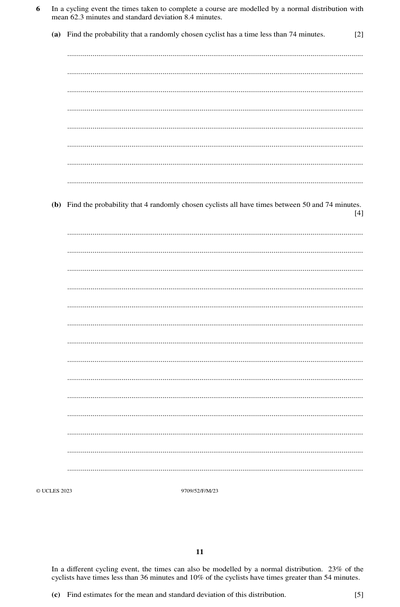 6 In a cycling event the times taken to complete a course are modelled by a normal distribution with
mean 62.3 minutes and standard deviation 8.4 minutes.
(a) Find the probability that a randomly chosen cyclist has a time less than 74 minutes. [2]
(b) Find the probability that 4 randomly chosen cyclists all have times between 50 and 74 minutes.
[4]
© UCLES 2023 9709/52/F/M/23
11
In a different cycling event, the times can also be modelled by a normal distribution. 23% of the
cyclists have times less than 36 minutes and 10% of the cyclists have times greater than 54 minutes.
(c) Find estimates for the mean and standard deviation of this distribution. [5]